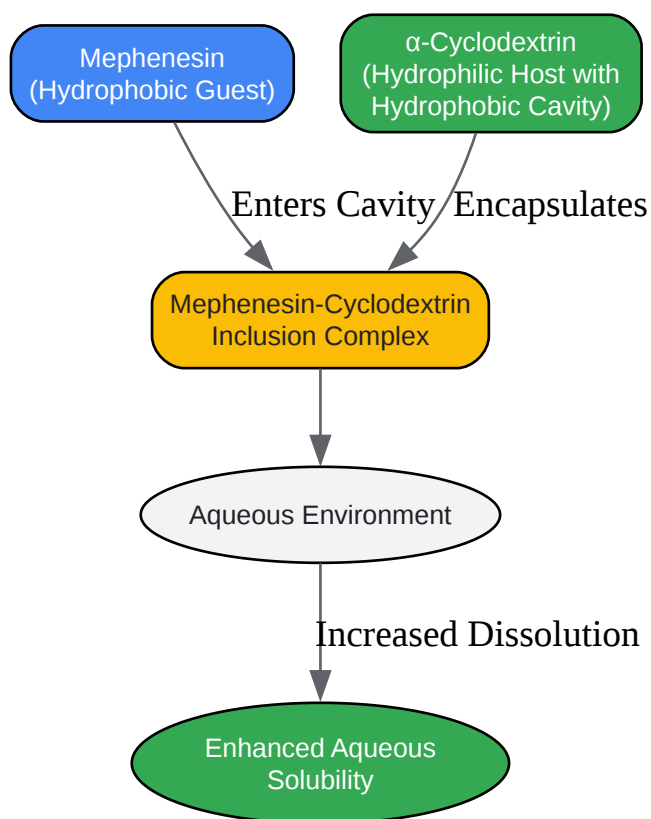 Mephenesin
(Hydrophobic Guest)
α-Cyclodextrin
(Hydrophilic Host with
Hydrophobic Cavity)
Enters Cavity
Encapsulates
Mephenesin-Cyclodextrin
Inclusion Complex
Aqueous Environment
Increased Dissolution
Enhanced Aqueous
Solubility